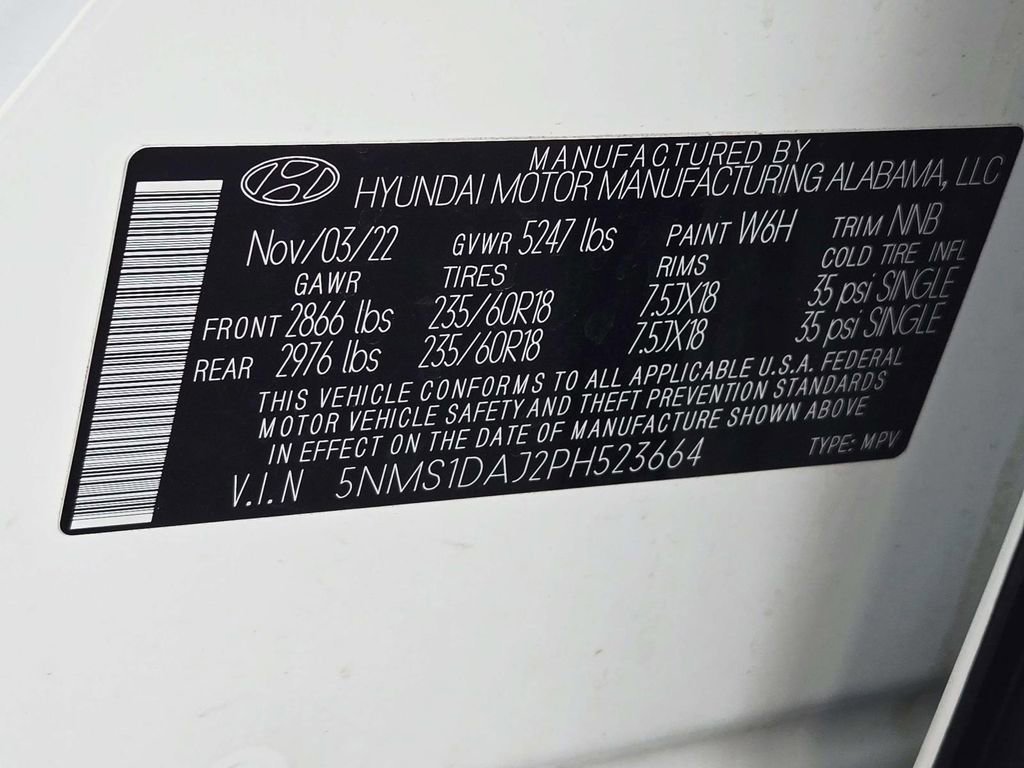 MANUFACTURED BY
HYUNDAI MOTOR MANUFACTURING ALABAMA, LLC
Nov/03/22 GVWR 5247 lbs PAINT W6H TRIM NNB
GAWR TIRES RIMS COLD TIRE INFL
FRONT 2866 lbs 235/60R18 7.5JX18 35 psi SINGLE
REAR 2976 lbs 235/60R18 7.5JX18 35 psi SINGLE
THIS VEHICLE CONFORMS TO ALL APPLICABLE U.S.A. FEDERAL
MOTOR VEHICLE SAFETY AND THEFT PREVENTION STANDARDS
IN EFFECT ON THE DATE OF MANUFACTURE SHOWN ABOVE
V.I.N 5NMS1DAJ2PH523664 TYPE: MPV